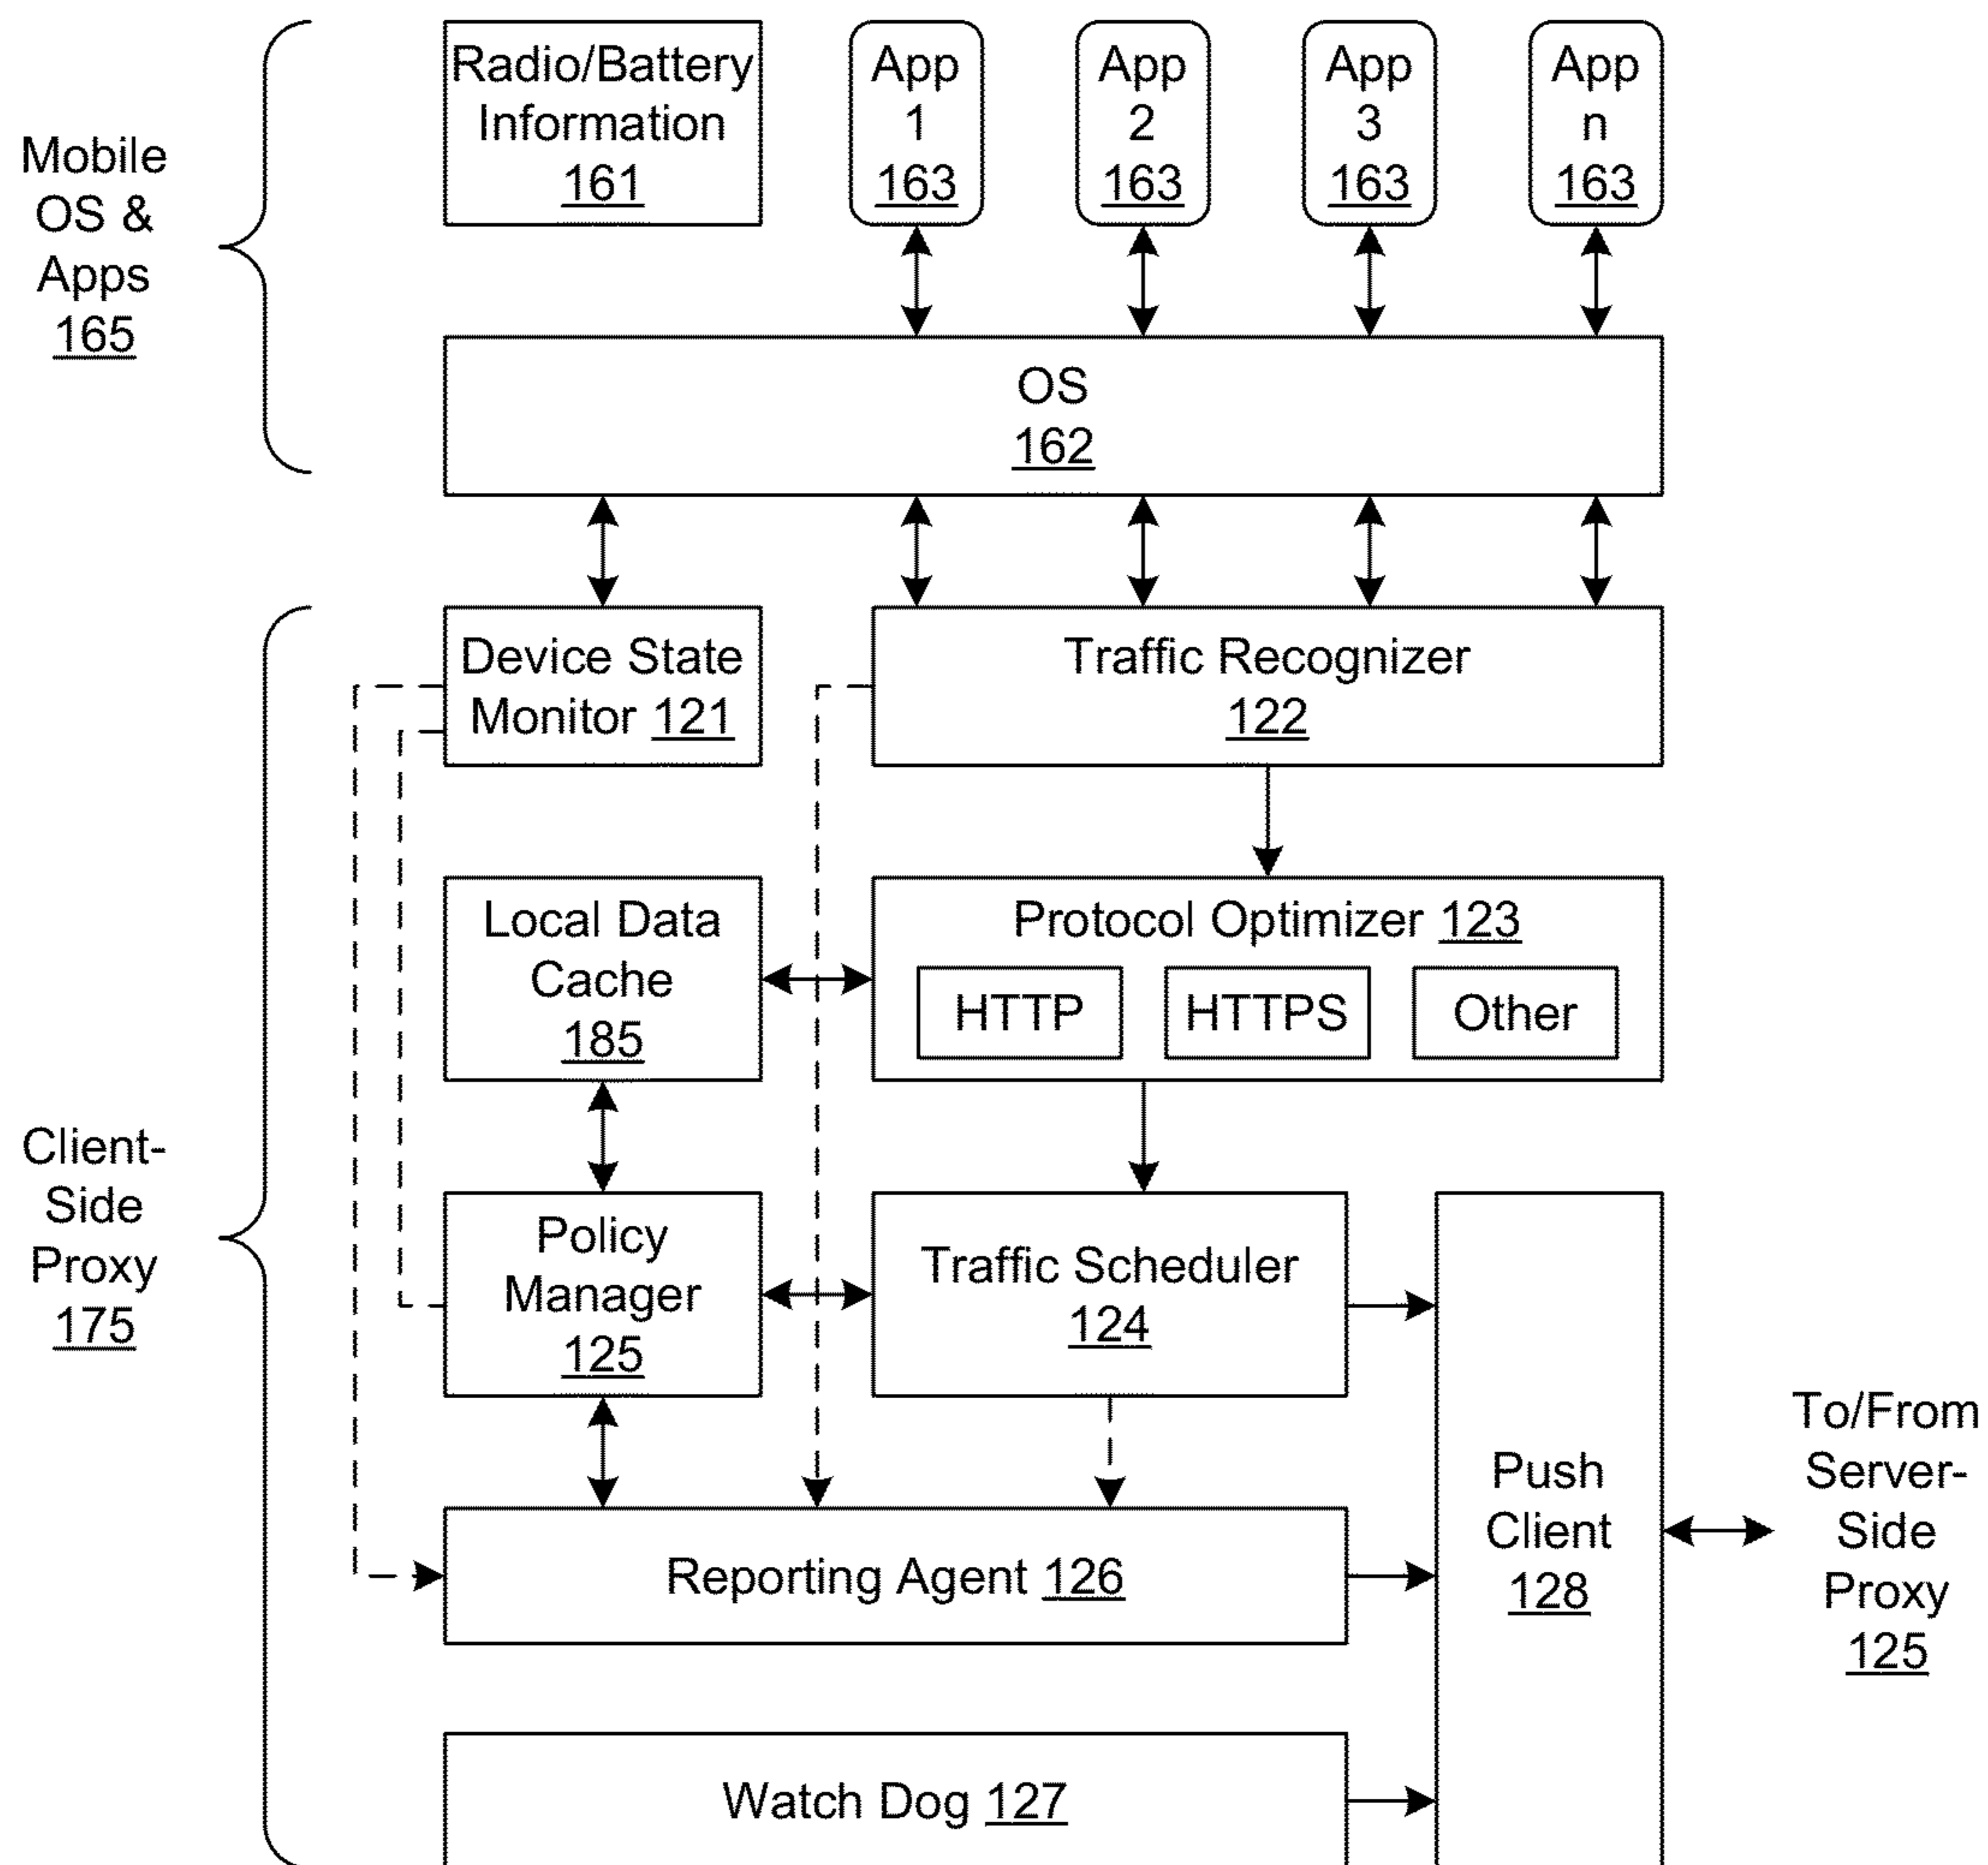 Mobile
OS &
Apps
165
Radio/Battery
Information
161
App
1
163
App
2
163
App
3
163
App
n
163
OS
162
Client-
Side
Proxy
175
Device State
Monitor 121
Traffic Recognizer
122
Local Data
Cache
185
Protocol Optimizer 123
HTTP
HTTPS
Other
Policy
Manager
125
Traffic Scheduler
124
Reporting Agent 126
Watch Dog 127
Push
Client
128
To/From
Server-
Side
Proxy
125